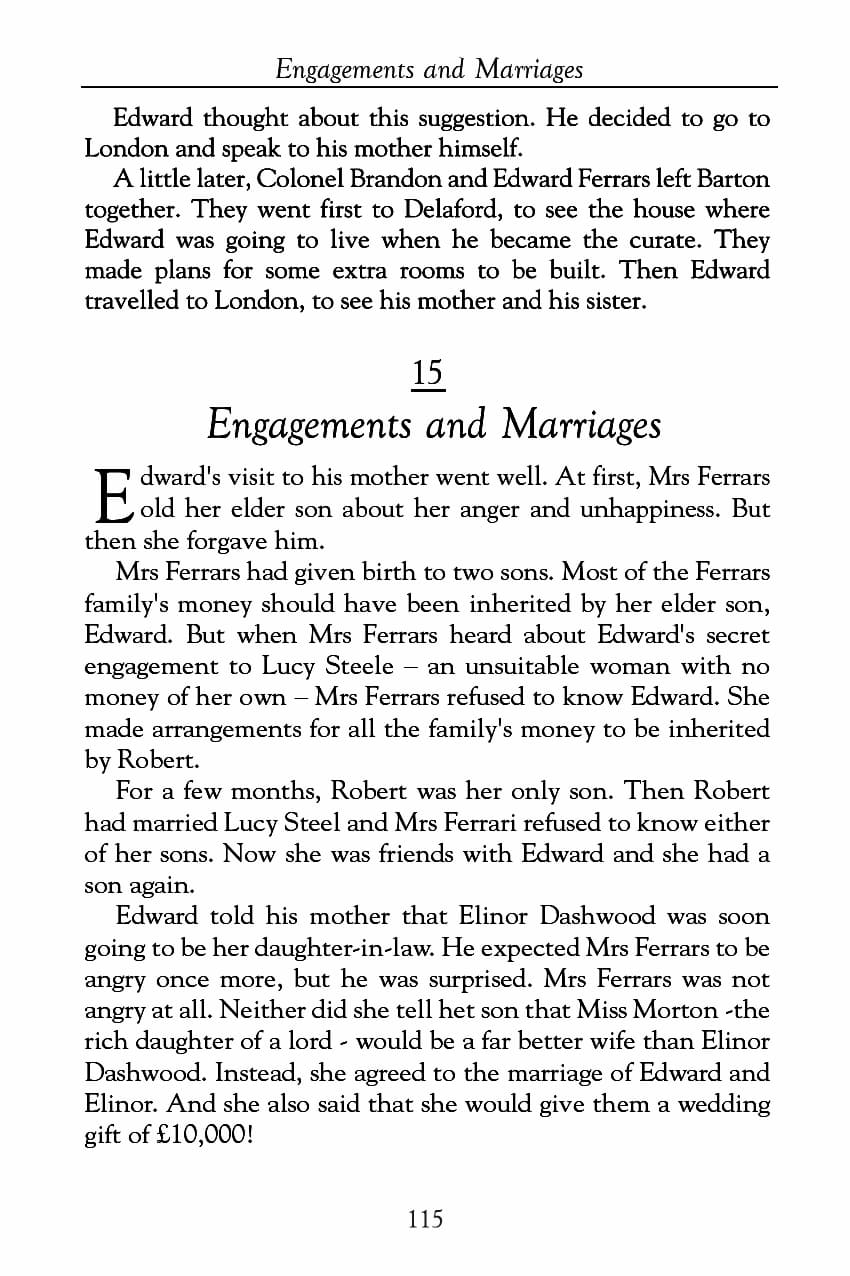 Engagements and Marriages
Edward thought about this suggestion. He decided to go to
London and speak to his mother himself.
A little later, Colonel Brandon and Edward Ferrars left Barton
together. They went first to Delaford, to see the house where
Edward was going to live when he became the curate. They
made plans for some extra rooms to be built. Then Edward
travelled to London, to see his mother and his sister.
15
Engagements and Marriages
Edward's visit to his mother went well. At first, Mrs Ferrars
old her elder son about her anger and unhappiness. But
then she forgave him.
Mrs Ferrars had given birth to two sons. Most of the Ferrars
family's money should have been inherited by her elder son,
Edward. But when Mrs Ferrars heard about Edward's secret
engagement to Lucy Steele – an unsuitable woman with no
money of her own – Mrs Ferrars refused to know Edward. She
made arrangements for all the family's money to be inherited
by Robert.
For a few months, Robert was her only son. Then Robert
had married Lucy Steel and Mrs Ferrari refused to know either
of her sons. Now she was friends with Edward and she had a
son again.
Edward told his mother that Elinor Dashwood was soon
going to be her daughter-in-law. He expected Mrs Ferrars to be
angry once more, but he was surprised. Mrs Ferrars was not
angry at all. Neither did she tell het son that Miss Morton -the
rich daughter of a lord - would be a far better wife than Elinor
Dashwood. Instead, she agreed to the marriage of Edward and
Elinor. And she also said that she would give them a wedding
gift of £10,000!
115